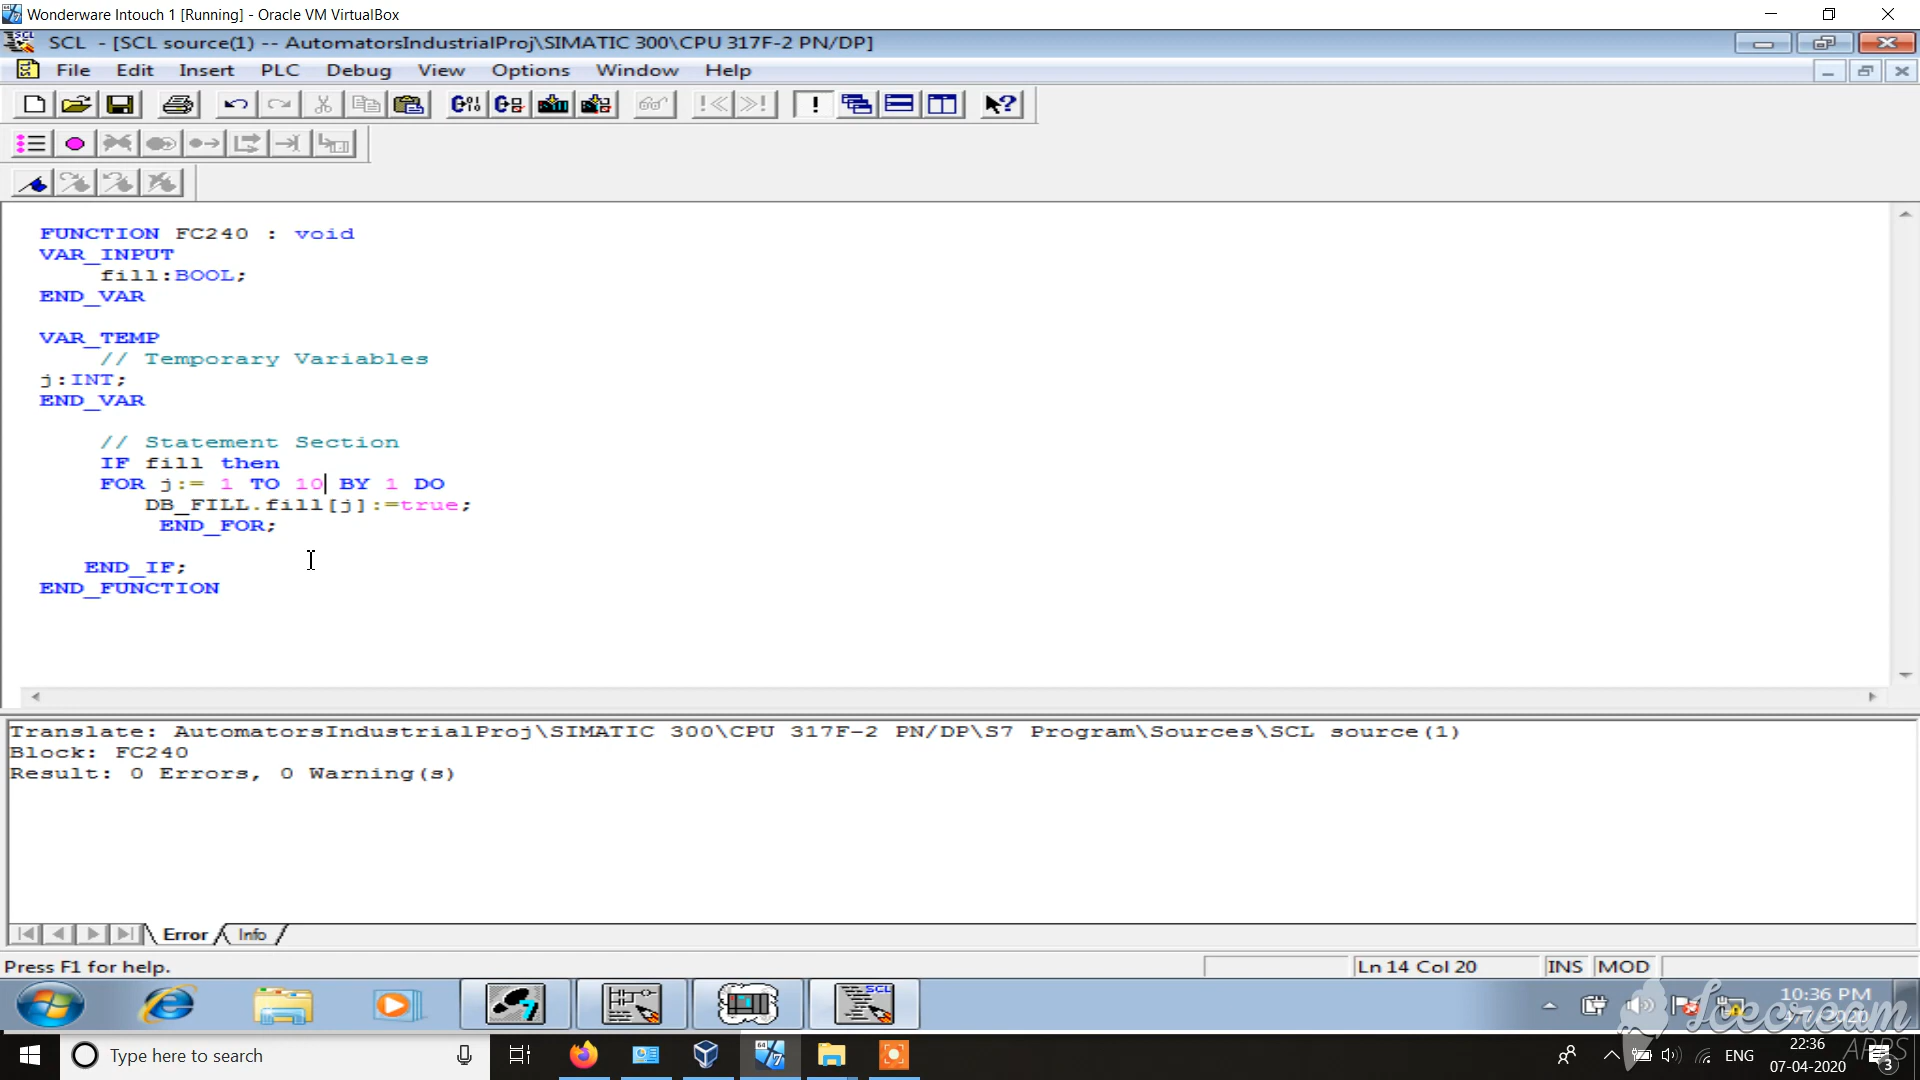 Wonderware Intouch 1 [Running] - Oracle VM VirtualBox
SCL - [SCL source(1) -- AutomatorsIndustrialProj\SIMATIC 300\CPU 317F-2 PN/DP]
File Edit Insert PLC Debug View Options Window Help
FUNCTION FC240 : void
VAR_INPUT
fill:BOOL;
END_VAR
VAR_TEMP
// Temporary Variables
j:INT;
END_VAR
// Statement Section
IF fill then
FOR j:= 1 TO 10 BY 1 DO
DB_FILL.fill[j]:=true;
END_FOR;
END_IF;
END_FUNCTION
Translate: AutomatorsIndustrialProj\SIMATIC 300\CPU 317F-2 PN/DP\S7 Program\Sources\SCL source(1)
Block: FC240
Result: 0 Errors, 0 Warning(s)
Error Info
Press F1 for help.
Ln 14 Col 20 INS MOD
SCL
10:36 PM
Icecream
APPS
Type here to search
ENG
22:36
07-04-2020
3